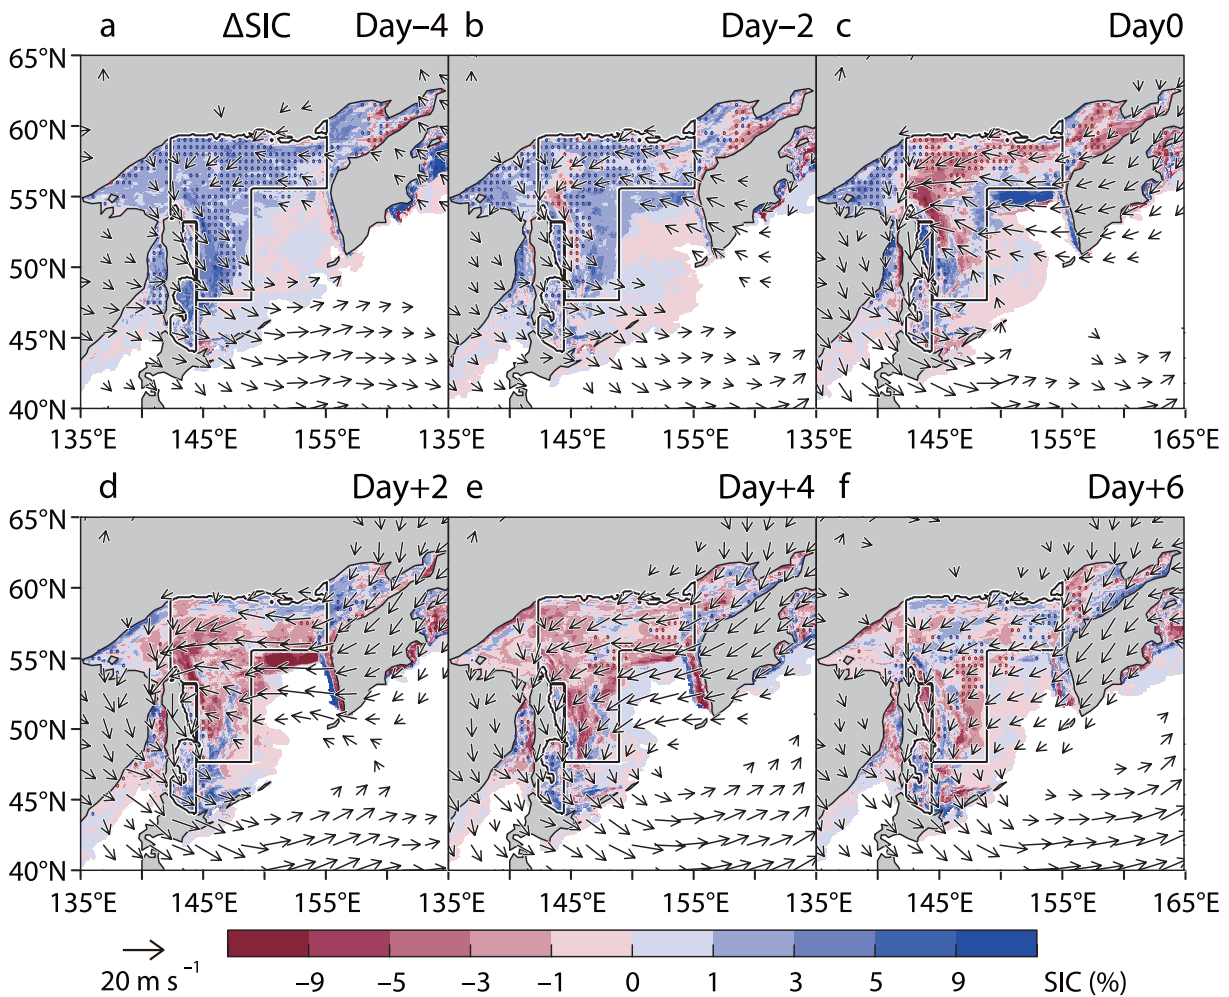 a ΔSIC Day−4 b Day−2 c Day0
65°N
60°N
55°N
50°N
45°N
40°N
135°E 145°E 155°E 135°E 145°E 155°E 135°E 145°E 155°E 165°E
d Day+2 e Day+4 f Day+6
65°N
60°N
55°N
50°N
45°N
40°N
135°E 145°E 155°E 135°E 145°E 155°E 135°E 145°E 155°E 165°E
20 m s⁻¹ −9 −5 −3 −1 0 1 3 5 9 SIC (%)